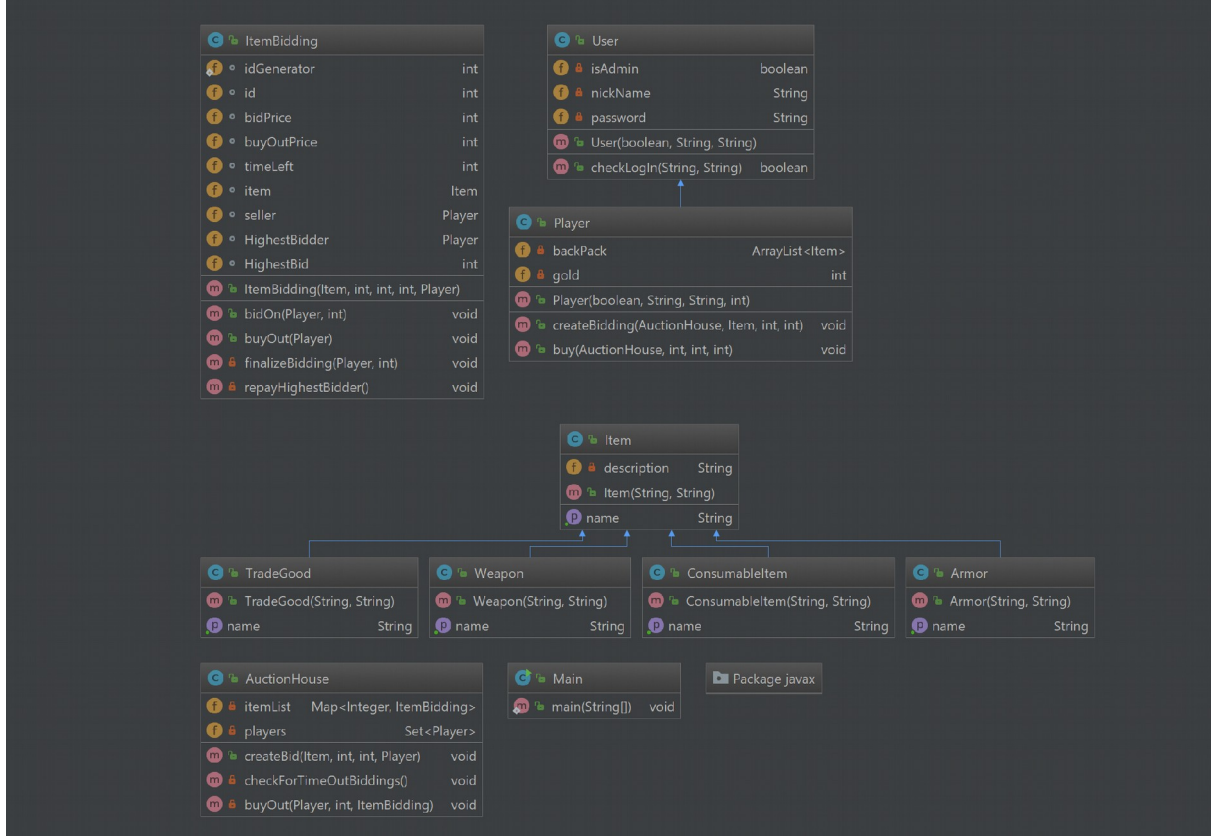 ItemBidding
idGenerator int
id int
bidPrice int
buyOutPrice int
timeLeft int
item Item
seller Player
HighestBidder Player
HighestBid int
ItemBidding(Item, int, int, int, Player)
bidOn(Player, int) void
buyOut(Player) void
finalizeBidding(Player, int) void
repayHighestBidder() void
User
isAdmin boolean
nickName String
password String
User(boolean, String, String)
checkLogIn(String, String) boolean
Player
backPack ArrayList<Item>
gold int
Player(boolean, String, String, int)
createBidding(AuctionHouse, Item, int, int) void
buy(AuctionHouse, int, int, int) void
Item
description String
Item(String, String)
name String
TradeGood
TradeGood(String, String)
name String
Weapon
Weapon(String, String)
name String
ConsumableItem
ConsumableItem(String, String)
name String
Armor
Armor(String, String)
name String
AuctionHouse
itemList Map<Integer, ItemBidding>
players Set<Player>
createBid(Item, int, int, Player) void
checkForTimeOutBiddings() void
buyOut(Player, int, ItemBidding) void
Main
main(String[]) void
Package javax